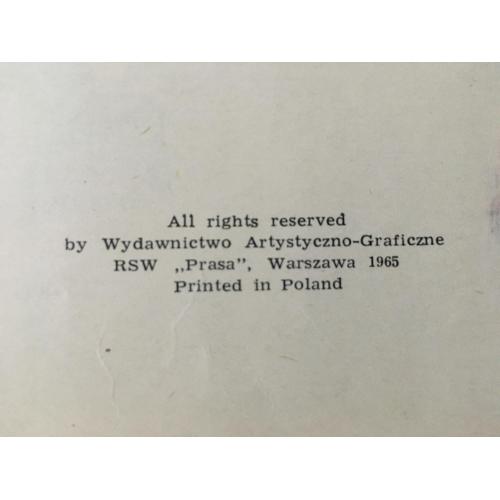 All rights reserved
by Wydawnictwo Artystyczno-Graficzne
RSW „Prasa”, Warszawa 1965
Printed in Poland